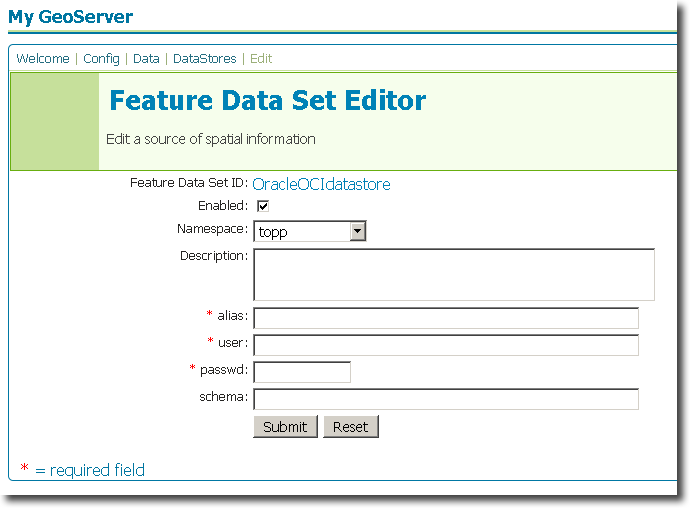 My GeoServer
Welcome | Config | Data | DataStores | Edit
Feature Data Set Editor
Edit a source of spatial information
Feature Data Set ID: OracleOCIdatastore
Enabled:
Namespace: topp
Description:
* alias:
* user:
* passwd:
schema:
Submit Reset
* = required field